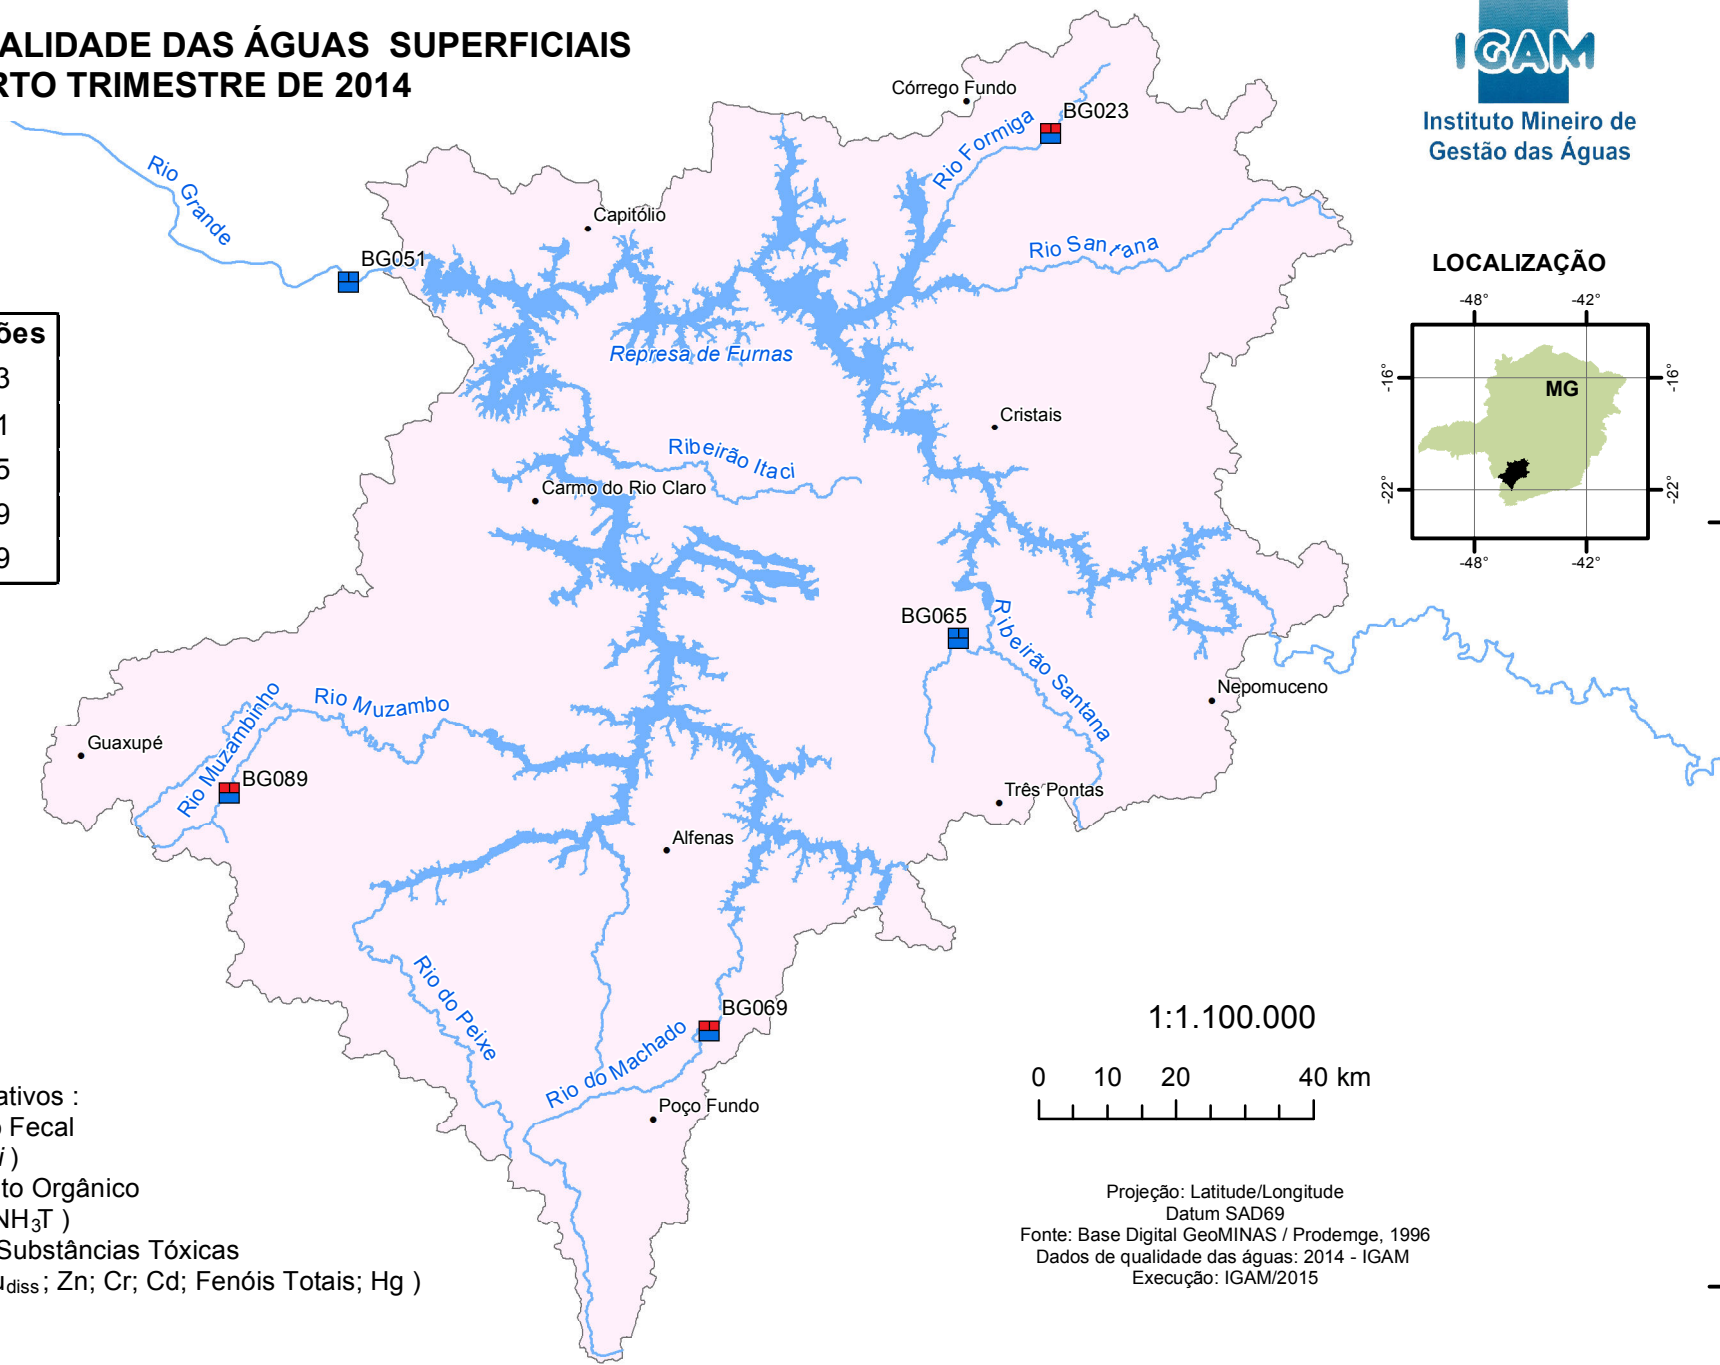 ALIDADE DAS ÁGUAS SUPERFICIAIS
RTO TRIMESTRE DE 2014
IGAM
Instituto Mineiro de
Gestão das Águas
Córrego Fundo
BG023
Rio Formiga
Rio Grande
Capitólio
Rio Santana
BG051
LOCALIZAÇÃO
-48°
-42°
-16°
-16°
MG
-22°
-22°
-48°
-42°
ões
3
1
5
9
9
Represa de Furnas
Cristais
Ribeirão Itaci
Carmo do Rio Claro
BG065
Ribeirão Santana
Nepomuceno
Rio Muzambo
Rio Muzambinho
Guaxupé
BG089
Três Pontas
Alfenas
Rio do Peixe
BG069
Rio do Machado
Poço Fundo
1:1.100.000
0 10 20 40 km
ativos :
o Fecal
i )
to Orgânico
NH₃T )
Substâncias Tóxicas
u diss ; Zn; Cr; Cd; Fenóis Totais; Hg )
Projeção: Latitude/Longitude
Datum SAD69
Fonte: Base Digital GeoMINAS / Prodemge, 1996
Dados de qualidade das águas: 2014 - IGAM
Execução: IGAM/2015